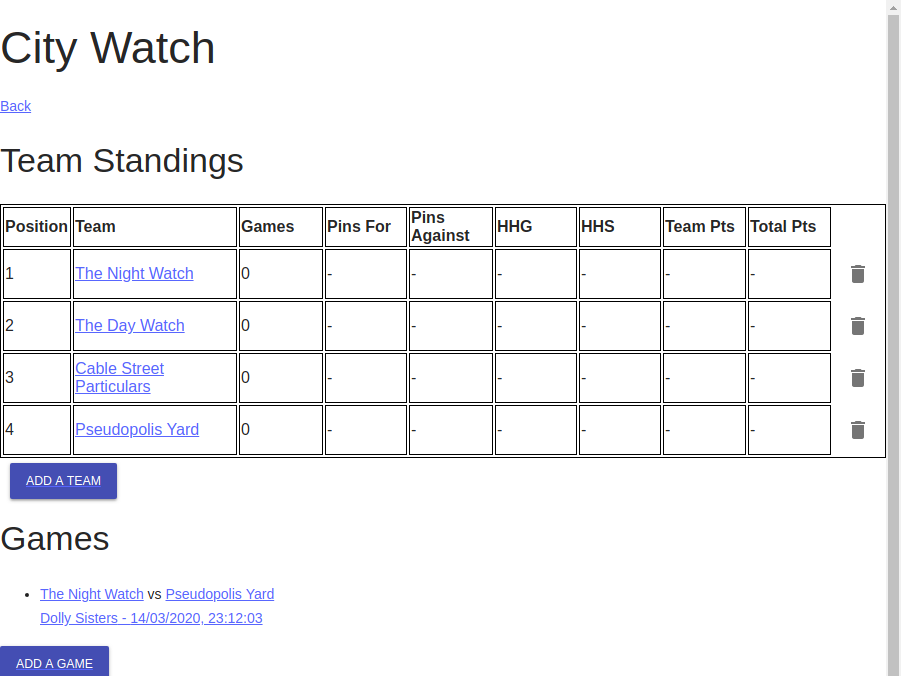 City Watch
Back
Team Standings
Position Team Games Pins For Pins Against HHG HHS Team Pts Total Pts
1 The Night Watch 0 - - - - - -
2 The Day Watch 0 - - - - - -
3 Cable Street Particulars 0 - - - - - -
4 Pseudopolis Yard 0 - - - - - -
ADD A TEAM
Games
• The Night Watch vs Pseudopolis Yard
Dolly Sisters - 14/03/2020, 23:12:03
ADD A GAME